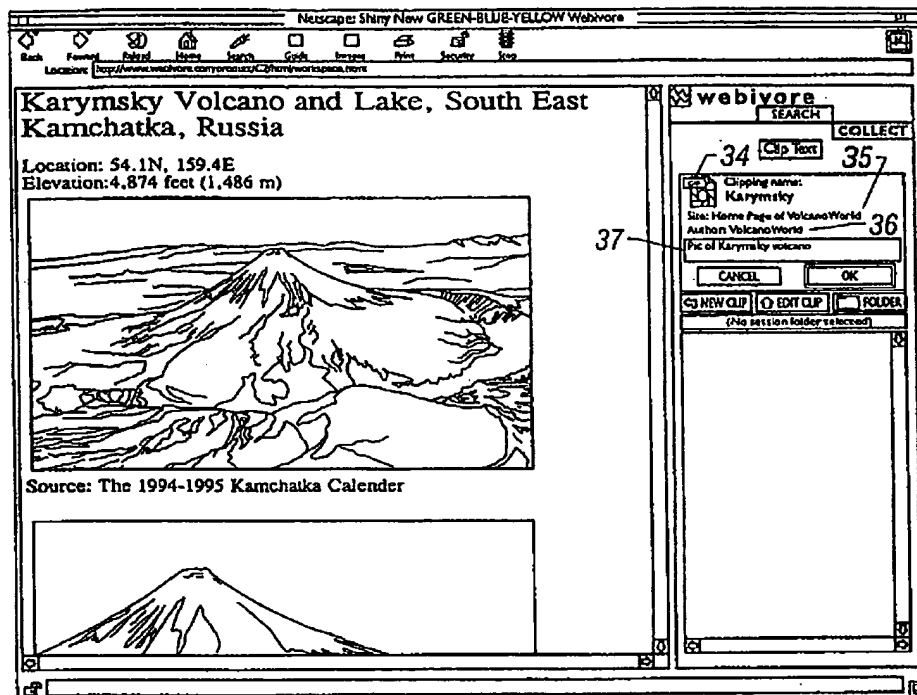 Netscape: Shiny New GREEN-BLUE-YELLOW Webivore
Back Forward Reload Home Search Guide Images Print Security Stop
Location:
Karymsky Volcano and Lake, South East
Kamchatka, Russia
Location: 54.1N, 159.4E
Elevation:4,874 feet (1,486 m)
Source: The 1994-1995 Kamchatka Calender
webivore
SEARCH
COLLECT
Clip Text
34
35
Clipping name:
Karymsky
Site: Home Page of VolcanoWorld
36
Author: VolcanoWorld
37
Pic of Karymsky volcano
CANCEL OK
NEW CLIP EDIT CLIP FOLDER
(No session folder selected)